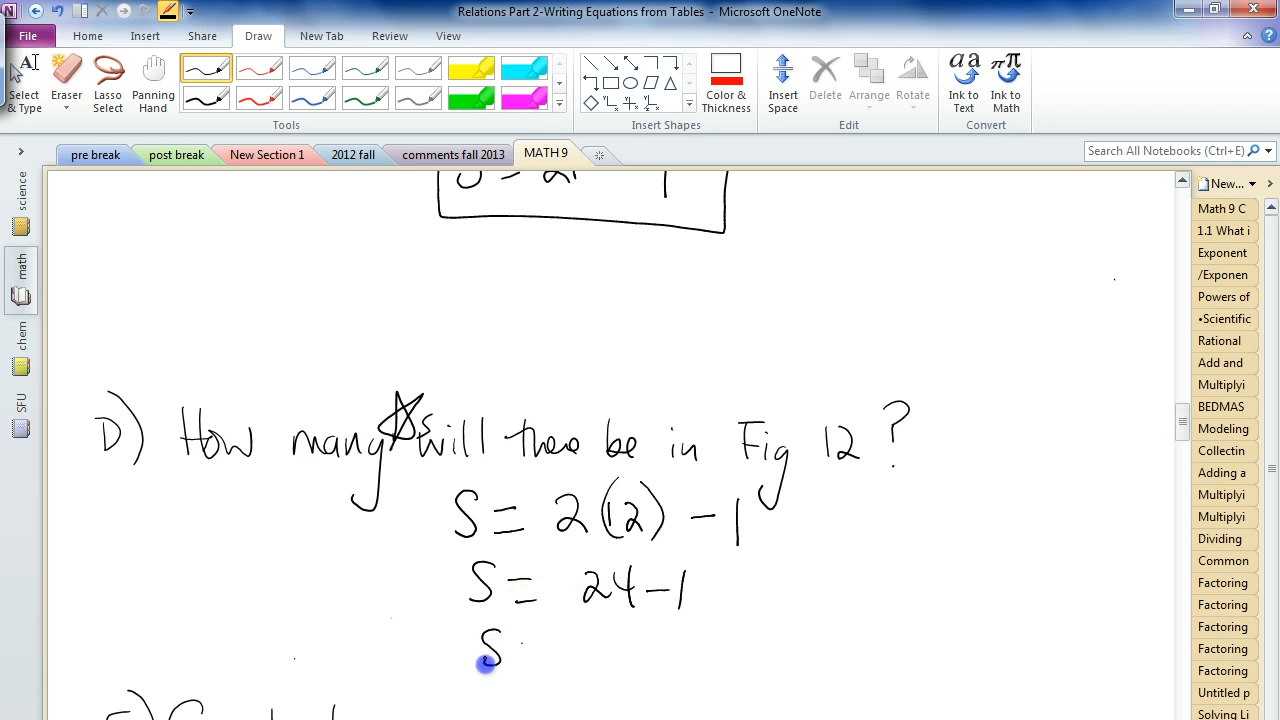 Relations Part 2-Writing Equations from Tables - Microsoft OneNote
File Home Insert Share Draw New Tab Review View
Select & Type
Eraser
Lasso Select
Panning Hand
Color & Thickness
Insert Space
Delete
Arrange
Rotate
Ink to Text
Ink to Math
Tools
Insert Shapes
Edit
Convert
pre break
post break
New Section 1
2012 fall
comments fall 2013
MATH 9
Search All Notebooks (Ctrl+E)
science
math
chem
SFU
New...
Math 9 C
1.1 What i
Exponent
/Exponen
Powers of
•Scientific
Rational
Add and
Multiplyi
BEDMAS
Modeling
Collectin
Adding a
Multiplyi
Multiplyi
Dividing
Common
Factoring
Factoring
Factoring
Factoring
Factoring
Untitled p
Solving Li
D) How many ☆s will there be in Fig 12?
S = 2(12) - 1
S = 24 - 1
S